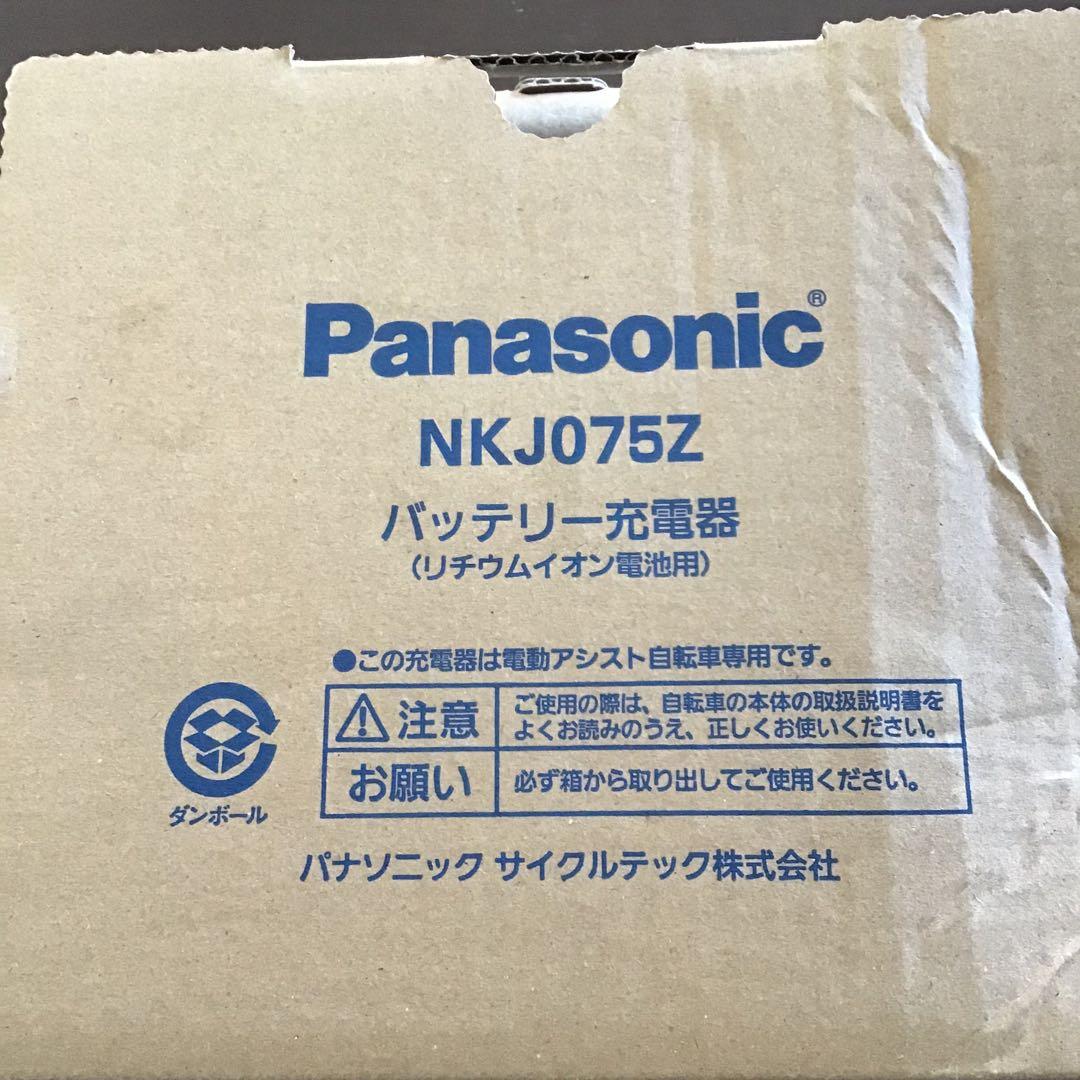 Panasonic®
NKJ075Z
バッテリー充電器
(リチウムイオン電池用)
●この充電器は電動アシスト自転車専用です。
注意
ご使用の際は、自転車の本体の取扱説明書を
よくお読みのうえ、正しくお使いください。
お願い
必ず箱から取り出してご使用ください。
ダンボール
パナソニック サイクルテック株式会社